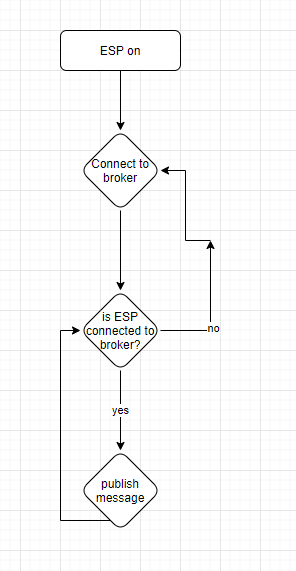 ESP on
Connect to
broker
is ESP
connected to
broker?
no
yes
publish
message